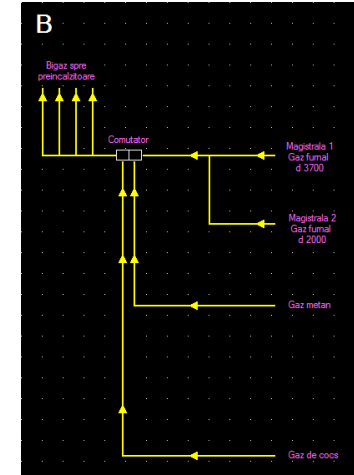 B
Bigaz spre
preincalzitoare
Comutator
Magistrala 1
Gaz furnal
d 3700
Magistrala 2
Gaz furnal
d 2000
Gaz metan
Gaz de cocs